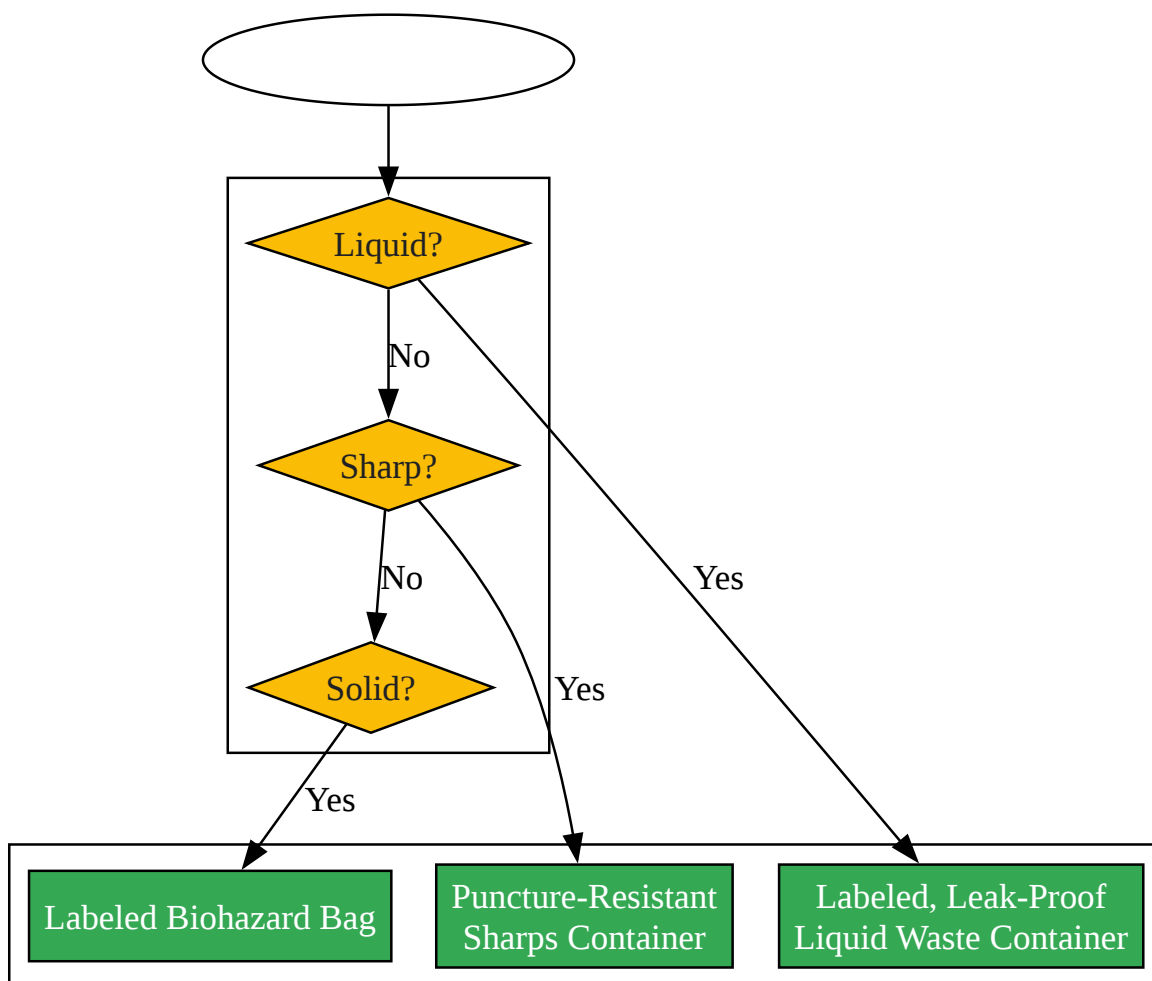 Liquid?
No
Sharp?
No
Yes
Solid?
Yes
Yes
Labeled Biohazard Bag
Puncture-Resistant
Sharps Container
Labeled, Leak-Proof
Liquid Waste Container